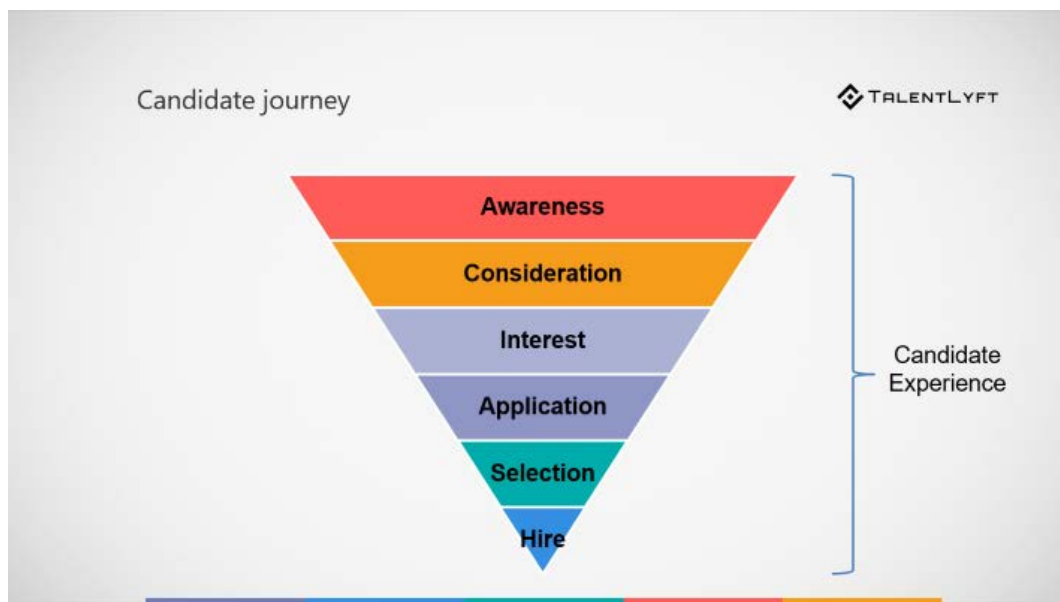 Candidate journey
TALENTLYFT
Awareness
Consideration
Interest
Application
Selection
Hire
Candidate
Experience